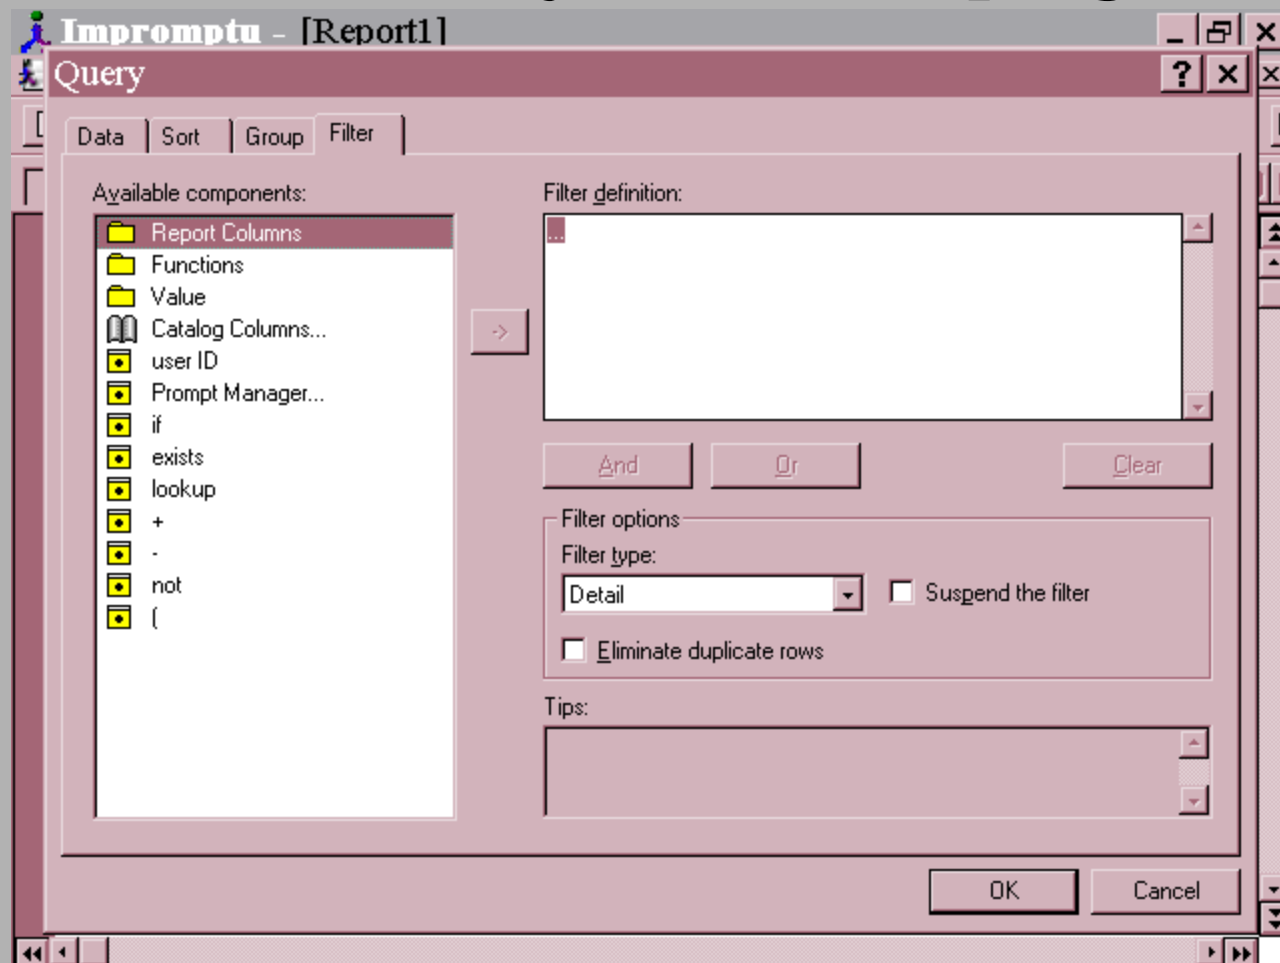 Impromptu - [Report1]
Query
Data Sort Group Filter
Available components:
Report Columns
Functions
Value
Catalog Columns...
user ID
Prompt Manager...
if
exists
lookup
+
-
not
(
->
Filter definition:
...
And Or Clear
Filter options
Filter type:
Detail
Suspend the filter
Eliminate duplicate rows
Tips:
OK Cancel